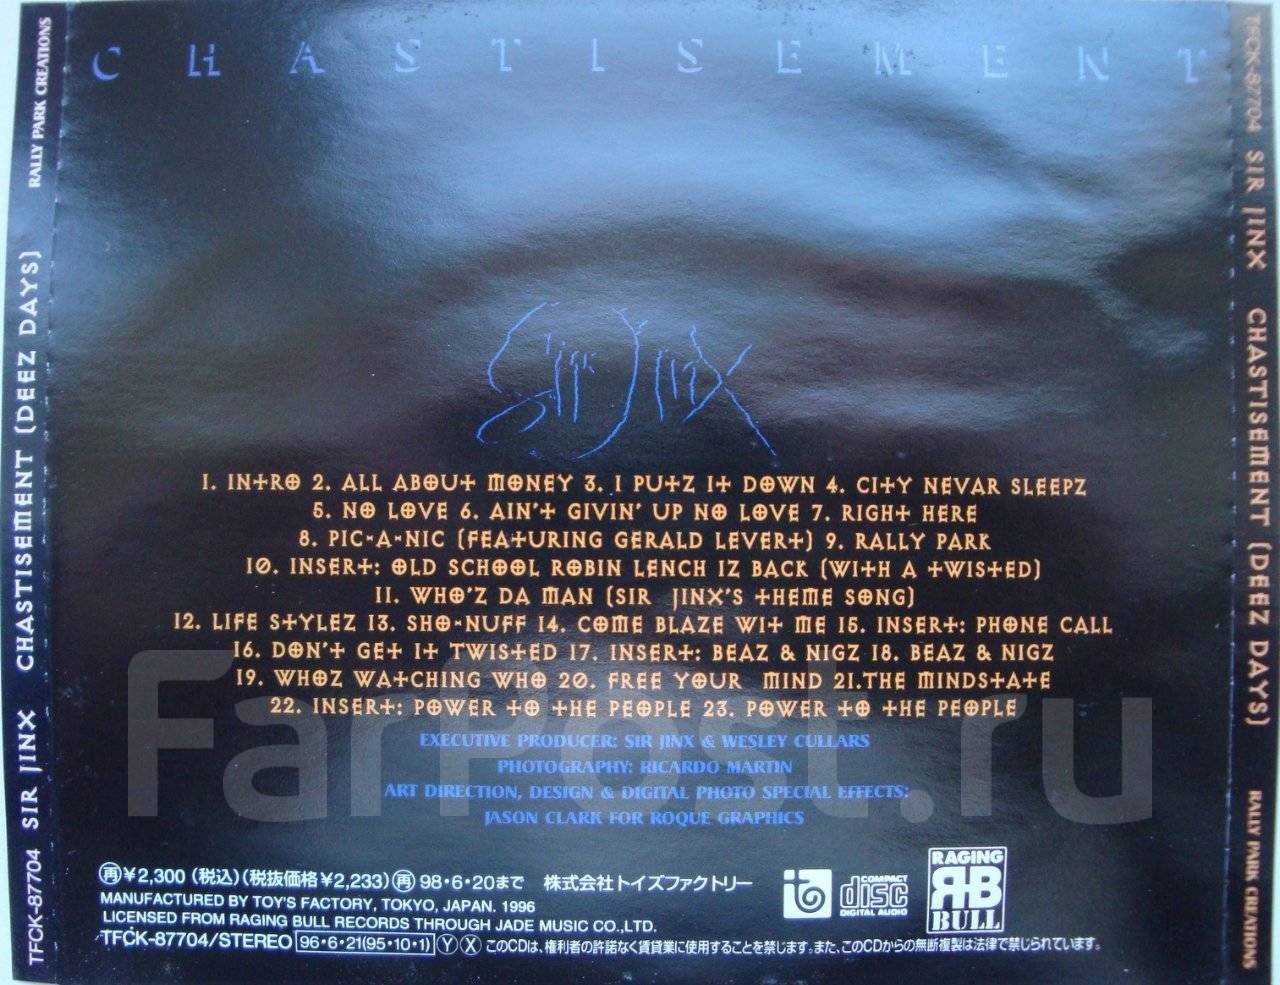 CHASTISEMENT
Sir Jinx
1. INTRO 2. ALL ABOUT MONEY 3. I PUTZ IT DOWN 4. CITY NEVAR SLEEPZ
5. NO LOVE 6. AIN'T GIVIN' UP NO LOVE 7. RIGHT HERE
8. PIC-A-NIC (FEATURING GERALD LEVERT) 9. RALLY PARK
10. INSERT: OLD SCHOOL ROBIN LENCH IZ BACK (WITH A TWISTED)
11. WHO'Z DA MAN (SIR JINX'S THEME SONG)
12. LIFE STYLEZ 13. SHO-NUFF 14. COME BLAZE WIT ME 15. INSERT: PHONE CALL
16. DON'T GET IT TWISTED 17. INSERT: BEAZ & NIGZ 18. BEAZ & NIGZ
19. WHOZ WATCHING WHO 20. FREE YOUR MIND 21.THE MINDSTATE
22. INSERT: POWER TO THE PEOPLE 23. POWER TO THE PEOPLE
EXECUTIVE PRODUCER: SIR JINX & WESLEY CULLARS
PHOTOGRAPHY: RICARDO MARTIN
ART DIRECTION, DESIGN & DIGITAL PHOTO SPECIAL EFFECTS:
JASON CLARK FOR ROQUE GRAPHICS
FarPost.ru
再¥2,300 (税込)(税抜価格¥2,233)再98・6・20まで 株式会社トイズファクトリー
MANUFACTURED BY TOY'S FACTORY, TOKYO, JAPAN. 1996
LICENSED FROM RAGING BULL RECORDS THROUGH JADE MUSIC CO.,LTD.
TFCK-87704/STEREO 96・6・21(95・10・1) Y X このCDは、権利者の許諾なく賃貸業に使用することを禁じます。また、このCDからの無断複製は法律で禁じられています。
COMPACT
disc
DIGITAL AUDIO
RAGING
RB
BULL
TFCK-87704 SIR JINX CHASTISEMENT (DEEZ DAYS) RALLY PARK CREATIONS
TFCK-87704 SIR JINX CHASTISEMENT (DEEZ DAYS) RALLY PARK CREATIONS